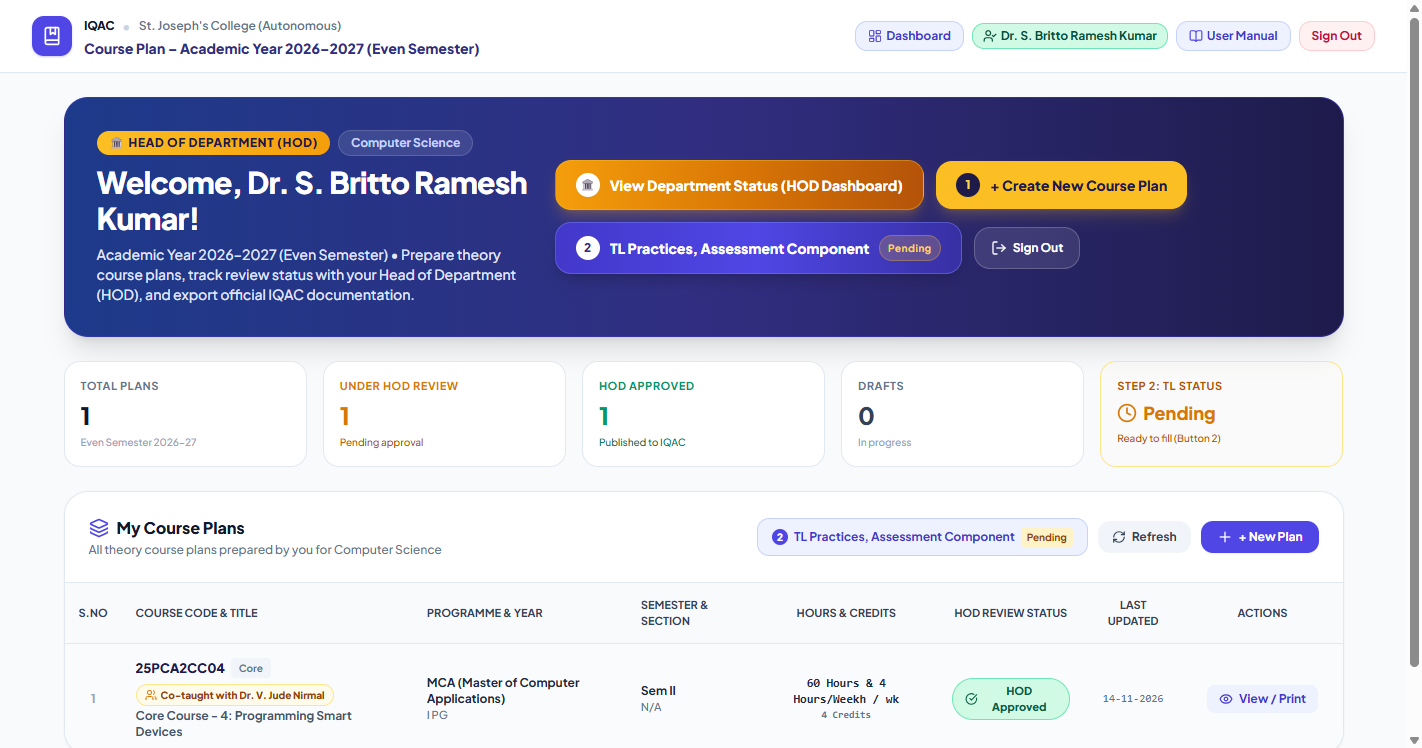 IQAC
St. Joseph's College (Autonomous)
Course Plan – Academic Year 2026–2027 (Even Semester)
Dashboard
Dr. S. Britto Ramesh Kumar
User Manual
Sign Out
HEAD OF DEPARTMENT (HOD)
Computer Science
Welcome, Dr. S. Britto Ramesh
Kumar!
Academic Year 2026–2027 (Even Semester) • Prepare theory
course plans, track review status with your Head of Department
(HOD), and export official IQAC documentation.
View Department Status (HOD Dashboard)
1 + Create New Course Plan
2 TL Practices, Assessment Component Pending
Sign Out
TOTAL PLANS
1
Even Semester 2026–27
UNDER HOD REVIEW
1
Pending approval
HOD APPROVED
1
Published to IQAC
DRAFTS
0
In progress
STEP 2: TL STATUS
Pending
Ready to fill (Button 2)
My Course Plans
All theory course plans prepared by you for Computer Science
2 TL Practices, Assessment Component Pending
Refresh
+ New Plan
S.NO
COURSE CODE & TITLE
PROGRAMME & YEAR
SEMESTER &
SECTION
HOURS & CREDITS
HOD REVIEW STATUS
LAST
UPDATED
ACTIONS
1
25PCA2CC04 Core
Co-taught with Dr. V. Jude Nirmal
Core Course - 4: Programming Smart
Devices
MCA (Master of Computer
Applications)
I PG
Sem II
N/A
60 Hours & 4
Hours/Weekh / wk
4 Credits
HOD
Approved
14-11-2026
View / Print